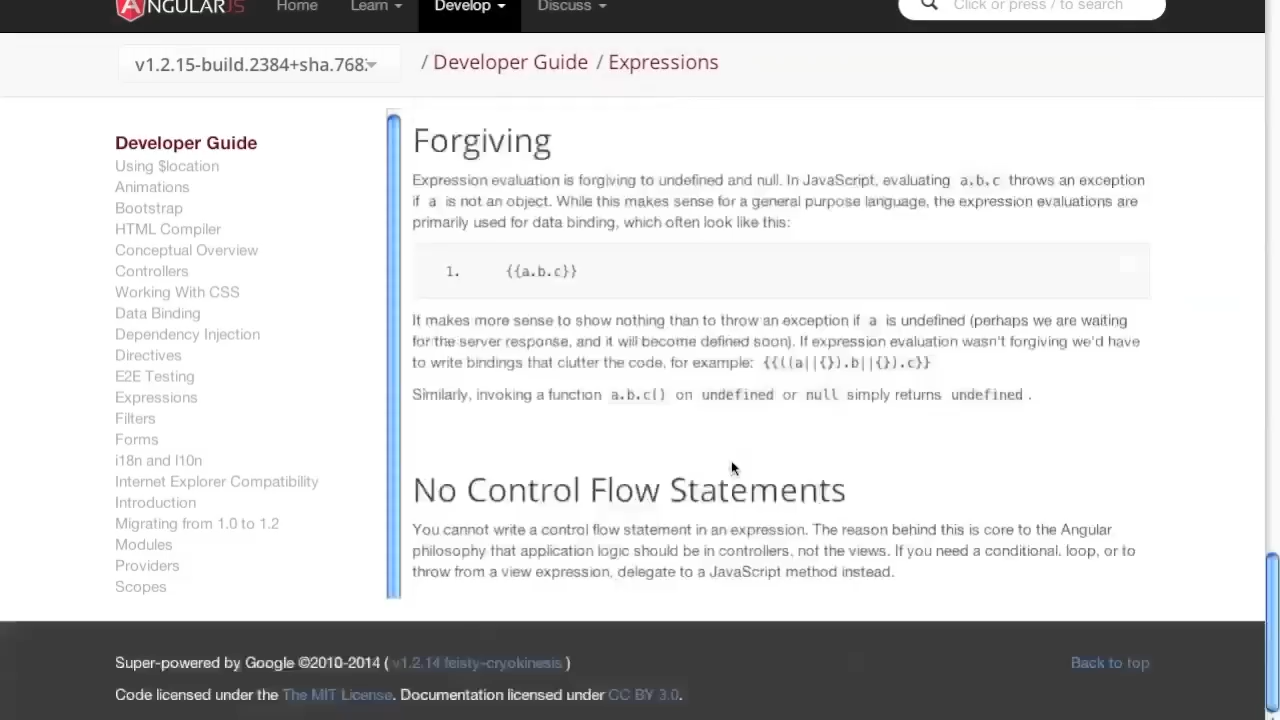 ANGULARJS Home Learn Develop Discuss Click or press / to search
v1.2.15-build.2384+sha.768 / Developer Guide / Expressions
Developer Guide
Using $location
Animations
Bootstrap
HTML Compiler
Conceptual Overview
Controllers
Working With CSS
Data Binding
Dependency Injection
Directives
E2E Testing
Expressions
Filters
Forms
i18n and l10n
Internet Explorer Compatibility
Introduction
Migrating from 1.0 to 1.2
Modules
Providers
Scopes
Forgiving
Expression evaluation is forgiving to undefined and null. In JavaScript, evaluating a.b.c throws an exception
if a is not an object. While this makes sense for a general purpose language, the expression evaluations are
primarily used for data binding, which often look like this:
1. {{a.b.c}}
It makes more sense to show nothing than to throw an exception if a is undefined (perhaps we are waiting
for the server response, and it will become defined soon). If expression evaluation wasn't forgiving we'd have
to write bindings that clutter the code, for example: {{((a||{}).b||{}).c}}
Similarly, invoking a function a.b.c() on undefined or null simply returns undefined .
No Control Flow Statements
You cannot write a control flow statement in an expression. The reason behind this is core to the Angular
philosophy that application logic should be in controllers, not the views. If you need a conditional, loop, or to
throw from a view expression, delegate to a JavaScript method instead.
Super-powered by Google ©2010-2014 ( v1.2.14 feisty-cryokinesis ) Back to top
Code licensed under the The MIT License. Documentation licensed under CC BY 3.0.